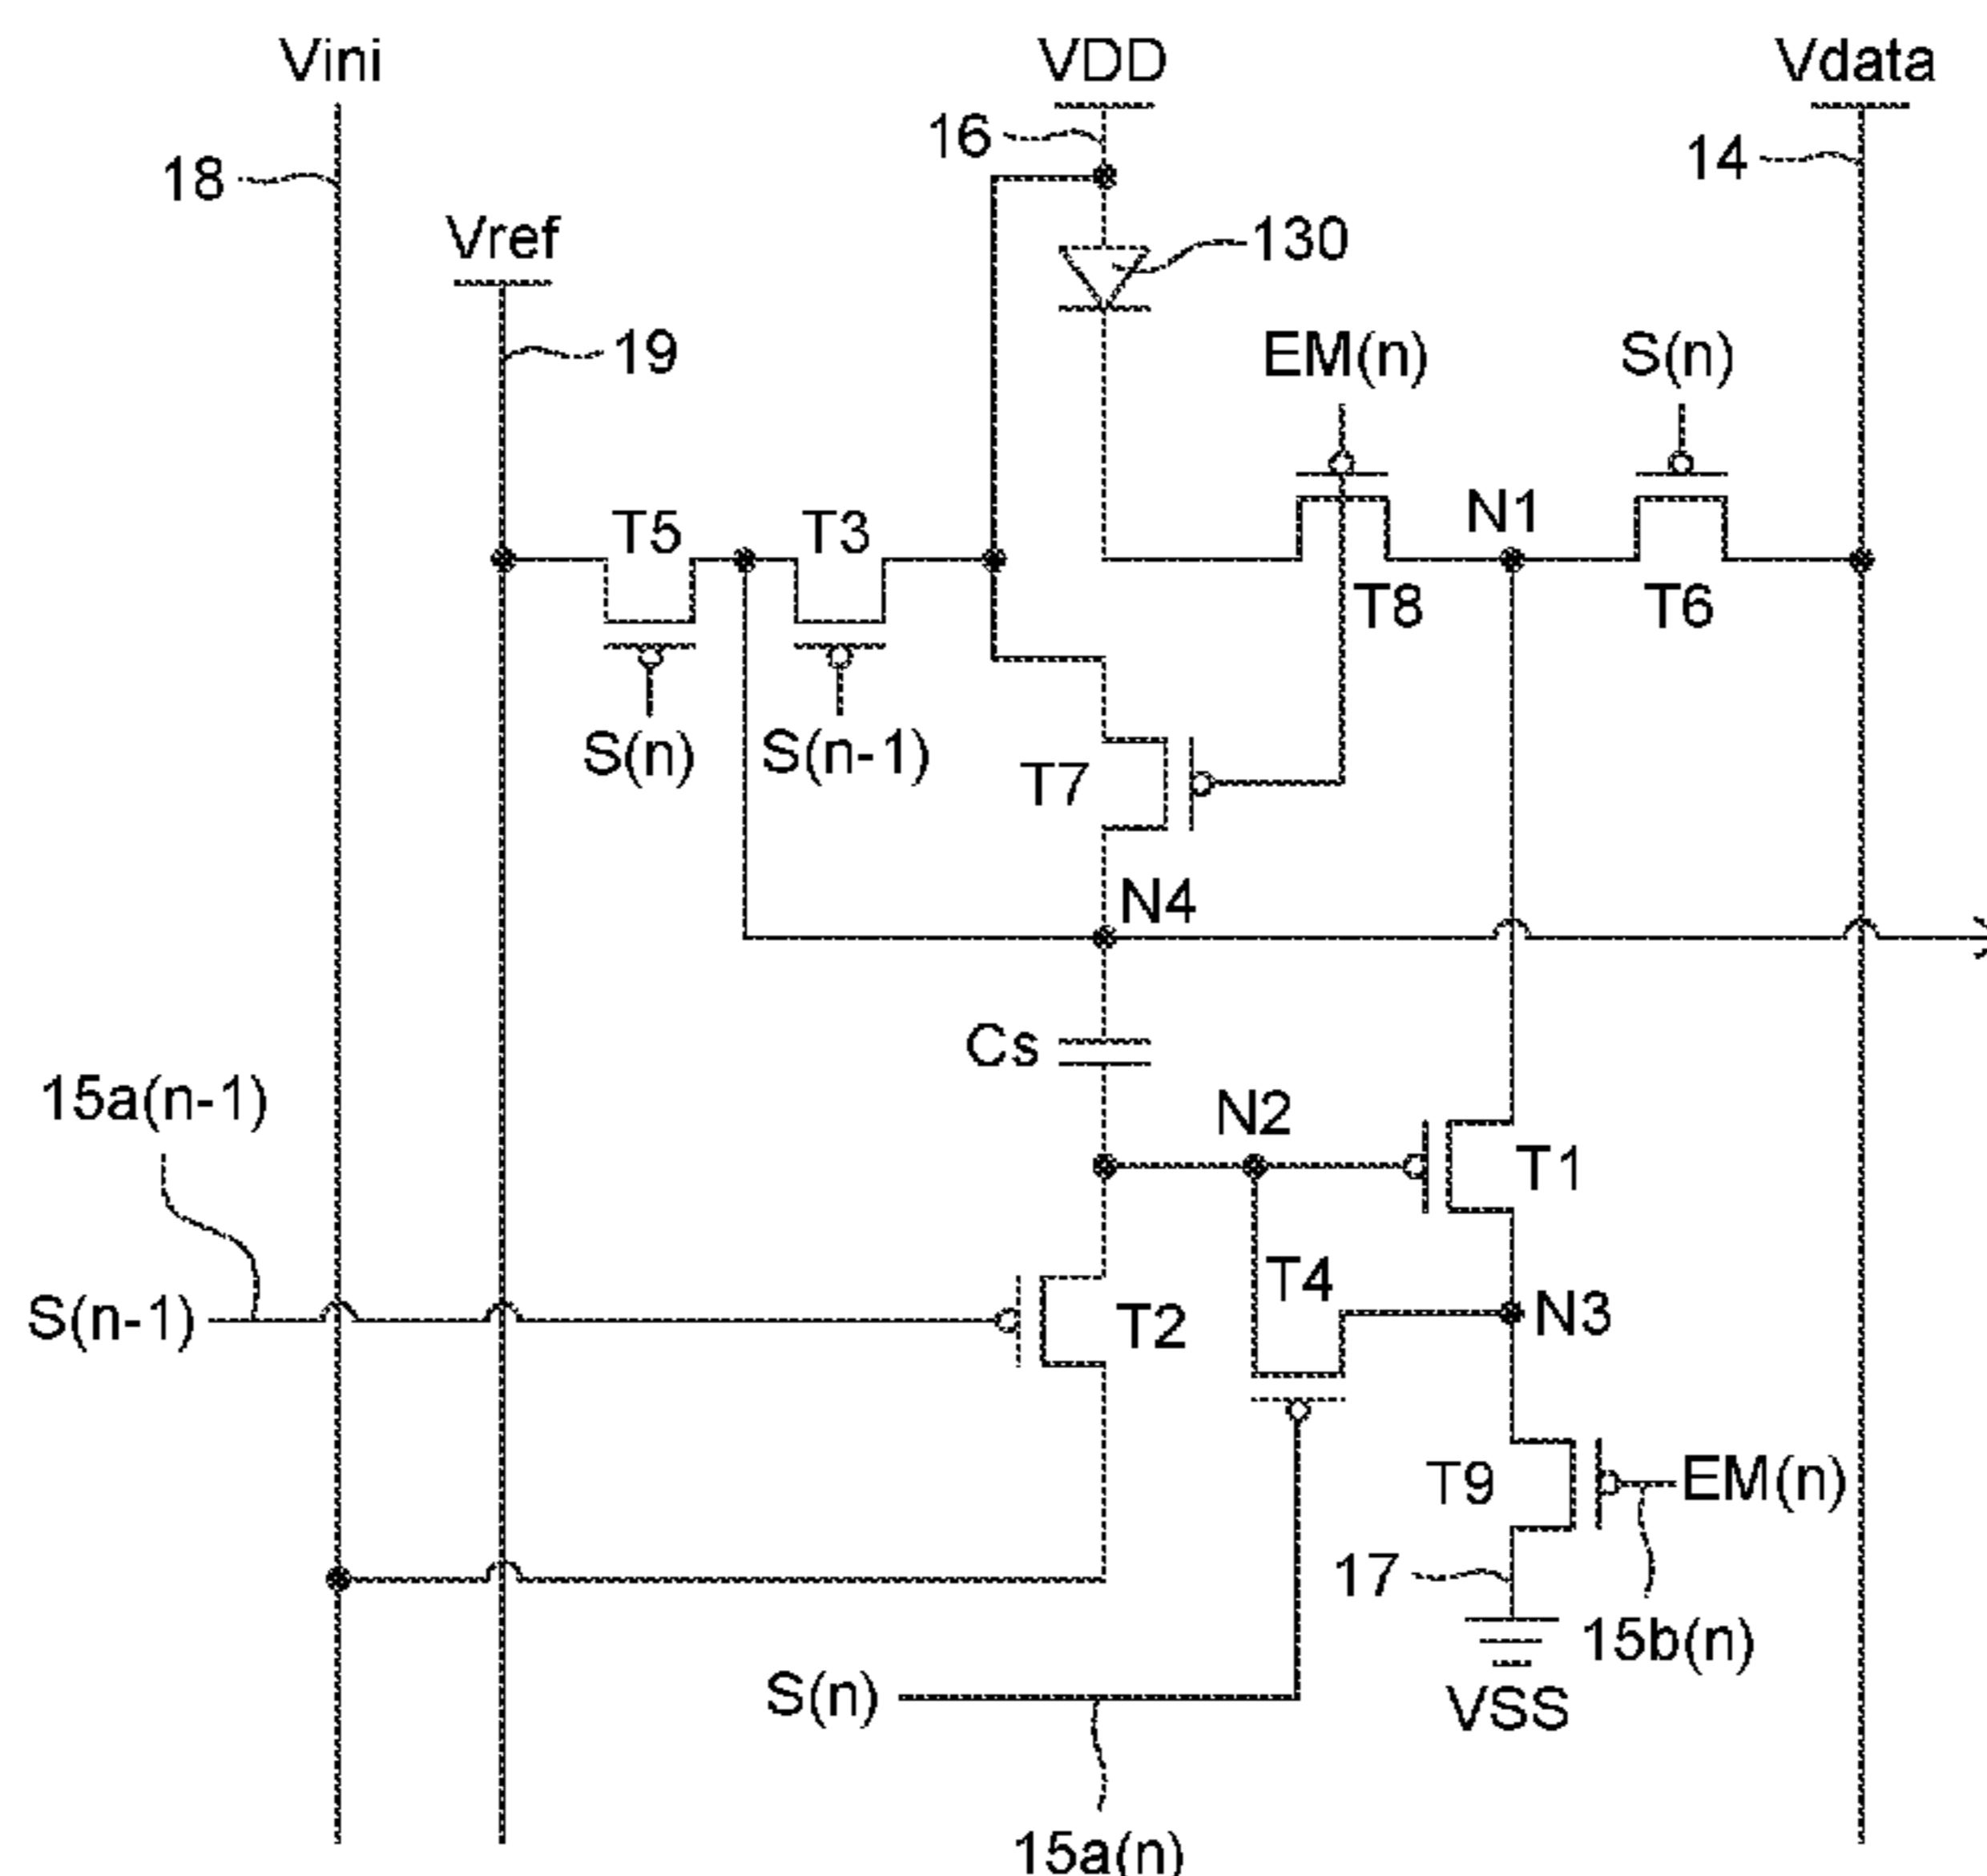 Vini
VDD
Vdata
16
14
18
Vref
130
19
EM(n)
S(n)
T5
T3
N1
T8
T6
S(n)
S(n-1)
T7
N4
Cs
15a(n-1)
N2
T1
T4
S(n-1)
T2
N3
T9
EM(n)
17
15b(n)
S(n)
VSS
15a(n)